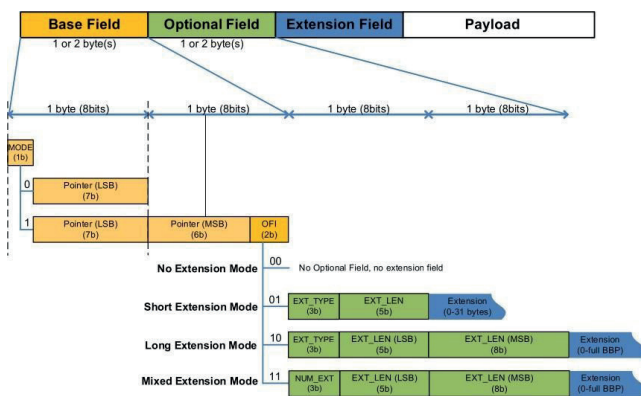 Base Field
Optional Field
Extension Field
Payload
1 or 2 byte(s)
1 or 2 byte(s)
1 byte (8bits)
1 byte (8bits)
1 byte (8bits)
1 byte (8bits)
MODE
(1b)
0
Pointer (LSB)
(7b)
1
Pointer (LSB)
(7b)
Pointer (MSB)
(6b)
OFI
(2b)
No Extension Mode
00
No Optional Field, no extension field
Short Extension Mode
01
EXT_TYPE
(3b)
EXT_LEN
(5b)
Extension
(0-31 bytes)
Long Extension Mode
10
EXT_TYPE
(3b)
EXT_LEN (LSB)
(5b)
EXT_LEN (MSB)
(8b)
Extension
(0-full BBP)
Mixed Extension Mode
11
NUM_EXT
(3b)
EXT_LEN (LSB)
(5b)
EXT_LEN (MSB)
(8b)
Extension
(0-full BBP)